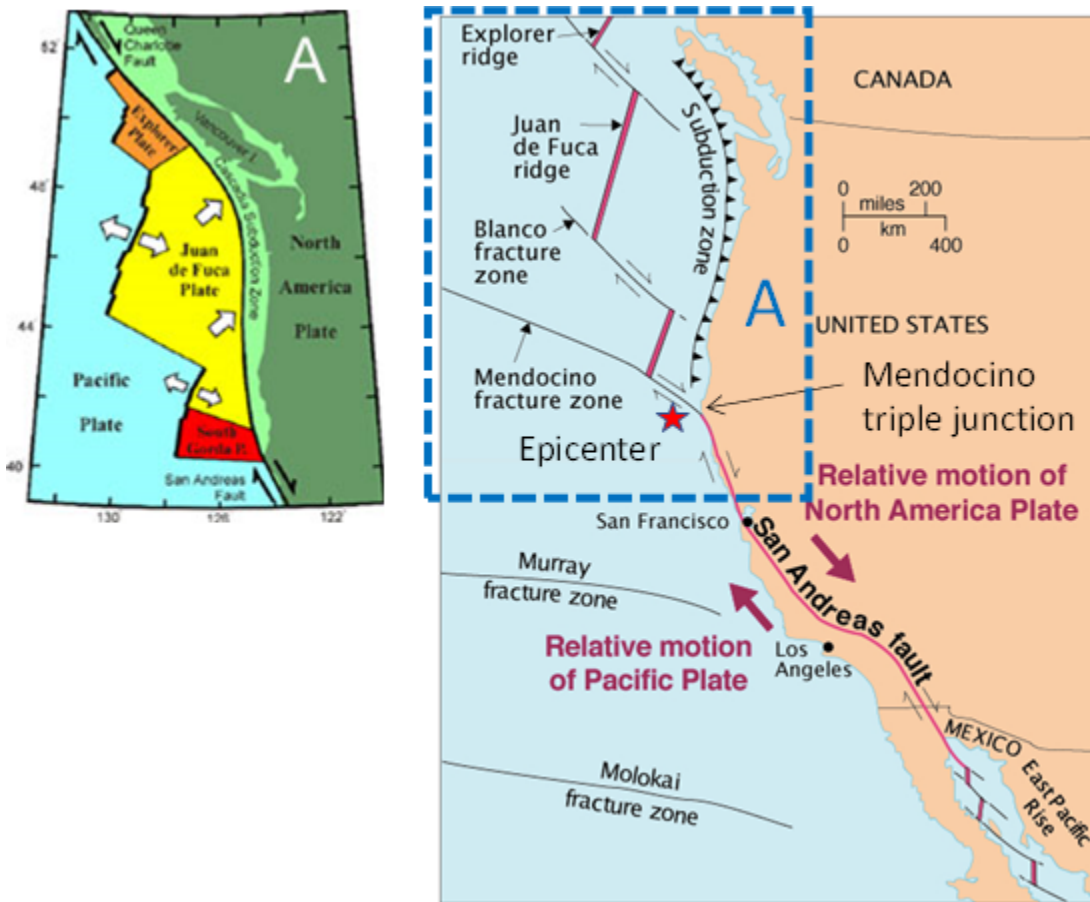 A
Queen
Charlotte
Fault
52°
Explorer
Plate
Vancouver I.
Cascadia Subduction Zone
48°
Juan
de Fuca
Plate
North
America
Plate
44°
Pacific
Plate
South
Gorda P.
40
San Andreas
Fault
130
126
122
Explorer
ridge
CANADA
Subduction zone
Juan
de Fuca
ridge
0 200
miles
km
0 400
Blanco
fracture
zone
A
UNITED STATES
Mendocino
fracture zone
Mendocino
triple junction
Epicenter
Relative motion of
North America Plate
San Francisco
San Andreas fault
Murray
fracture zone
Relative motion
of Pacific Plate
Los
Angeles
MEXICO
East Pacific
Rise
Molokai
fracture zone